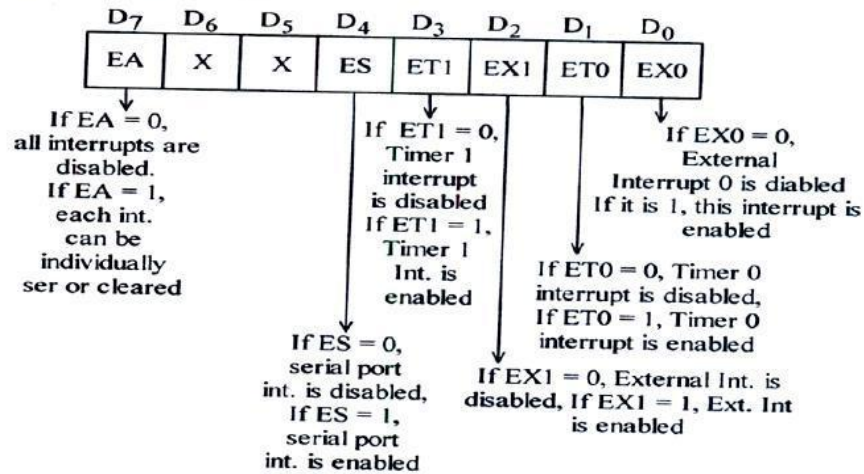 D7 D6 D5 D4 D3 D2 D1 D0
EA X X ES ET1 EX1 ET0 EX0
If EA = 0,
all interrupts are
disabled.
If EA = 1,
each int.
can be
individually
ser or cleared
If ES = 0,
serial port
int. is disabled,
If ES = 1,
serial port
int. is enabled
If ET1 = 0,
Timer 1
interrupt
is disabled
If ET1 = 1,
Timer 1
Int. is
enabled
If EX1 = 0, External Int. is
disabled, If EX1 = 1, Ext. Int
is enabled
If ET0 = 0, Timer 0
interrupt is disabled,
If ET0 = 1, Timer 0
interrupt is enabled
If EX0 = 0,
External
Interrupt 0 is diabled
If it is 1, this interrupt is
enabled